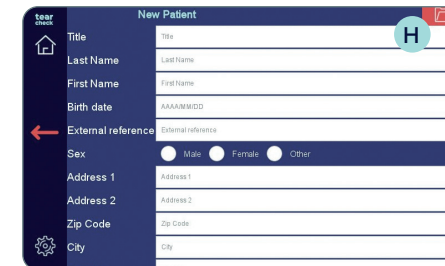 tear
check
New Patient
H
Title Title
Last Name Last Name
First Name First Name
Birth date AAAA/MM/DD
External reference External reference
Sex Male Female Other
Address 1 Address 1
Address 2 Address 2
Zip Code Zip Code
City City